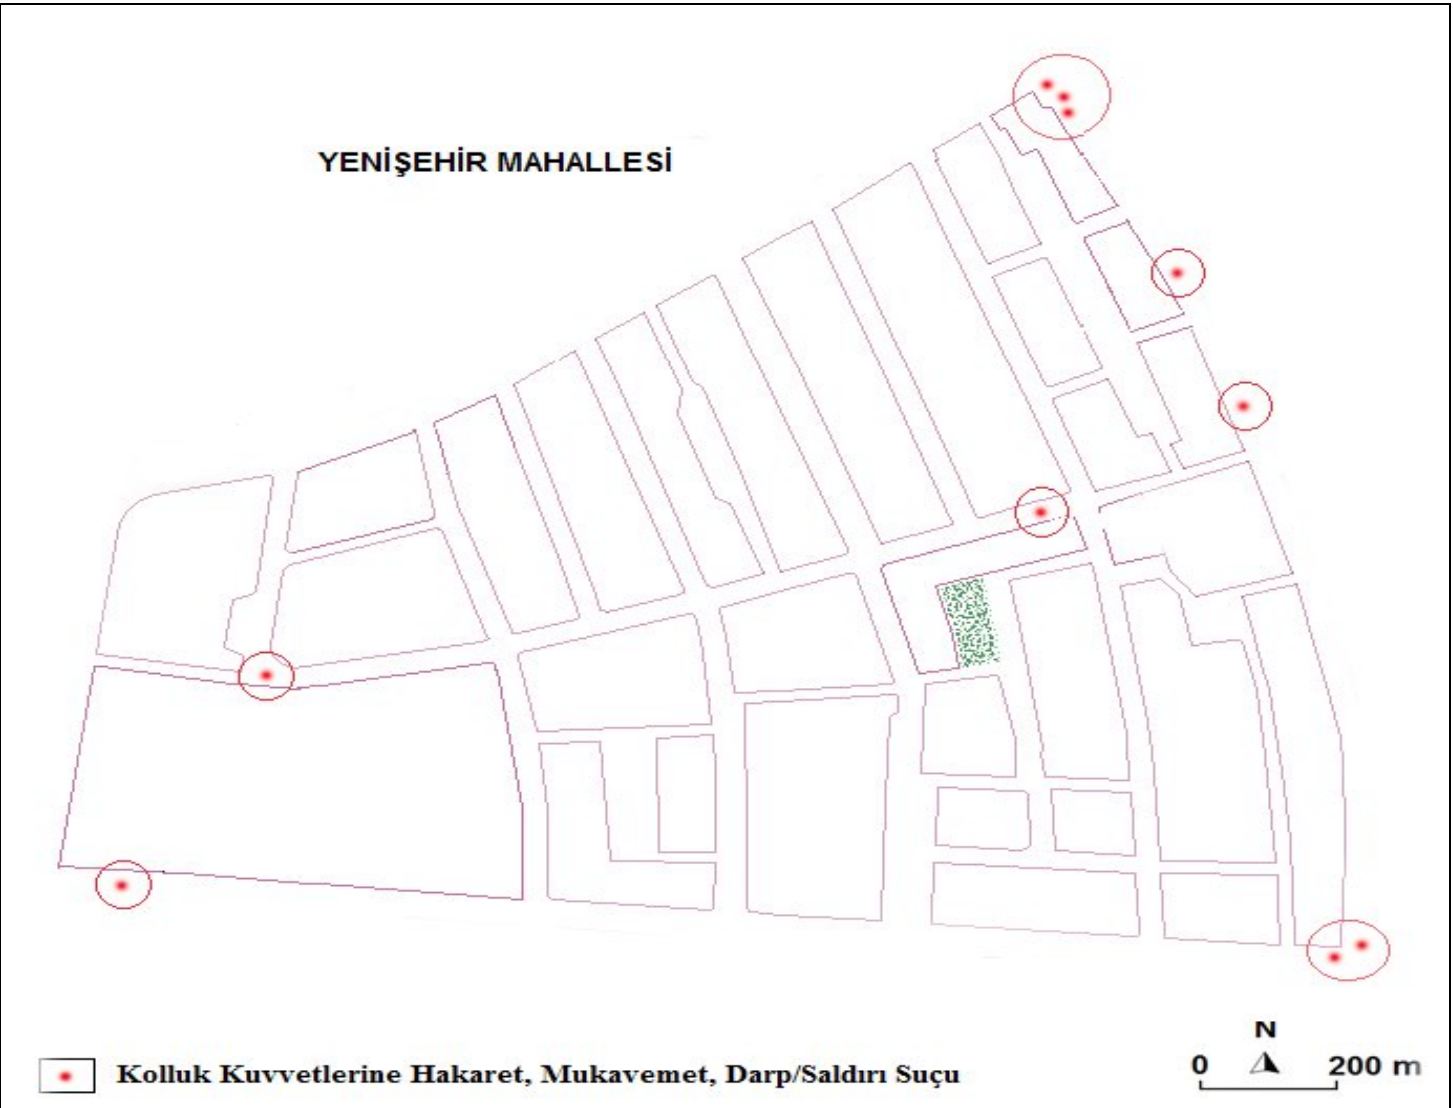 YENİŞEHİR MAHALLESİ
N
0 200 m
Kolluk Kuvvetlerine Hakaret, Mukavemet, Darp/Saldırı Suçu